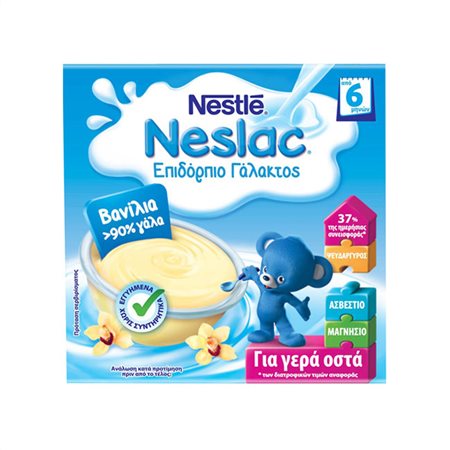 από
6
μηνών
Nestlé®
Neslac®
Επιδόρπιο Γάλακτος
Βανίλια
>90% γάλα
37%
της ημερήσιας
συνεισφοράς*
ΨΕΥΔΑΡΓΥΡΟΣ
ΕΓΓΥΗΜΕΝΑ
ΧΩΡΙΣ ΣΥΝΤΗΡΗΤΙΚΑ
ΑΣΒΕΣΤΙΟ
ΜΑΓΝΗΣΙΟ
Για γερά οστά
*των διατροφικών τιμών αναφοράς
Πρόταση σερβιρίσματος
Ανάλωση κατά προτίμηση
πριν από το τέλος: